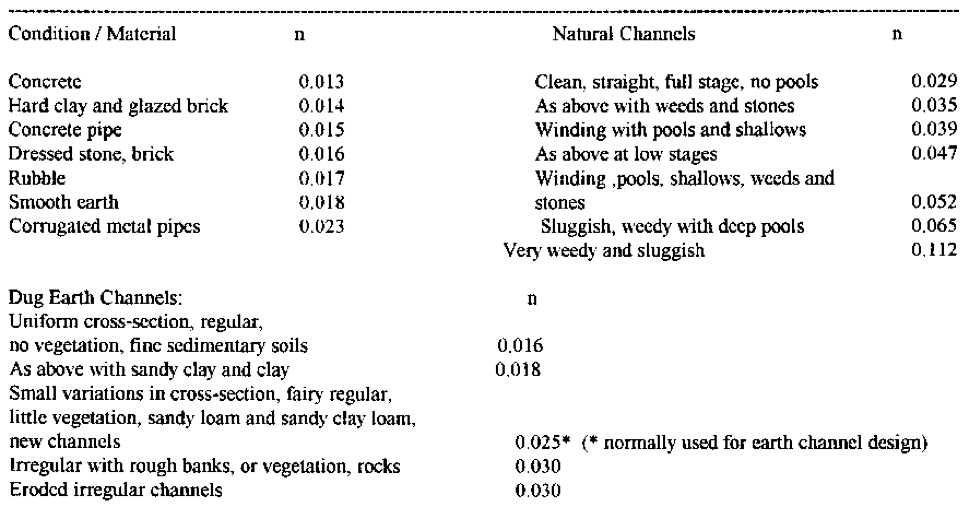 Condition / Material n Natural Channels n
Concrete 0.013 Clean, straight, full stage, no pools 0.029
Hard clay and glazed brick 0.014 As above with weeds and stones 0.035
Concrete pipe 0.015 Winding with pools and shallows 0.039
Dressed stone, brick 0.016 As above at low stages 0.047
Rubble 0.017 Winding ,pools, shallows, weeds and
Smooth earth 0.018 stones 0.052
Corrugated metal pipes 0.023 Sluggish, weedy with deep pools 0.065
Very weedy and sluggish 0.112
Dug Earth Channels: n
Uniform cross-section, regular,
no vegetation, fine sedimentary soils 0.016
As above with sandy clay and clay 0.018
Small variations in cross-section, fairy regular,
little vegetation, sandy loam and sandy clay loam,
new channels 0.025* (* normally used for earth channel design)
Irregular with rough banks, or vegetation, rocks 0.030
Eroded irregular channels 0.030